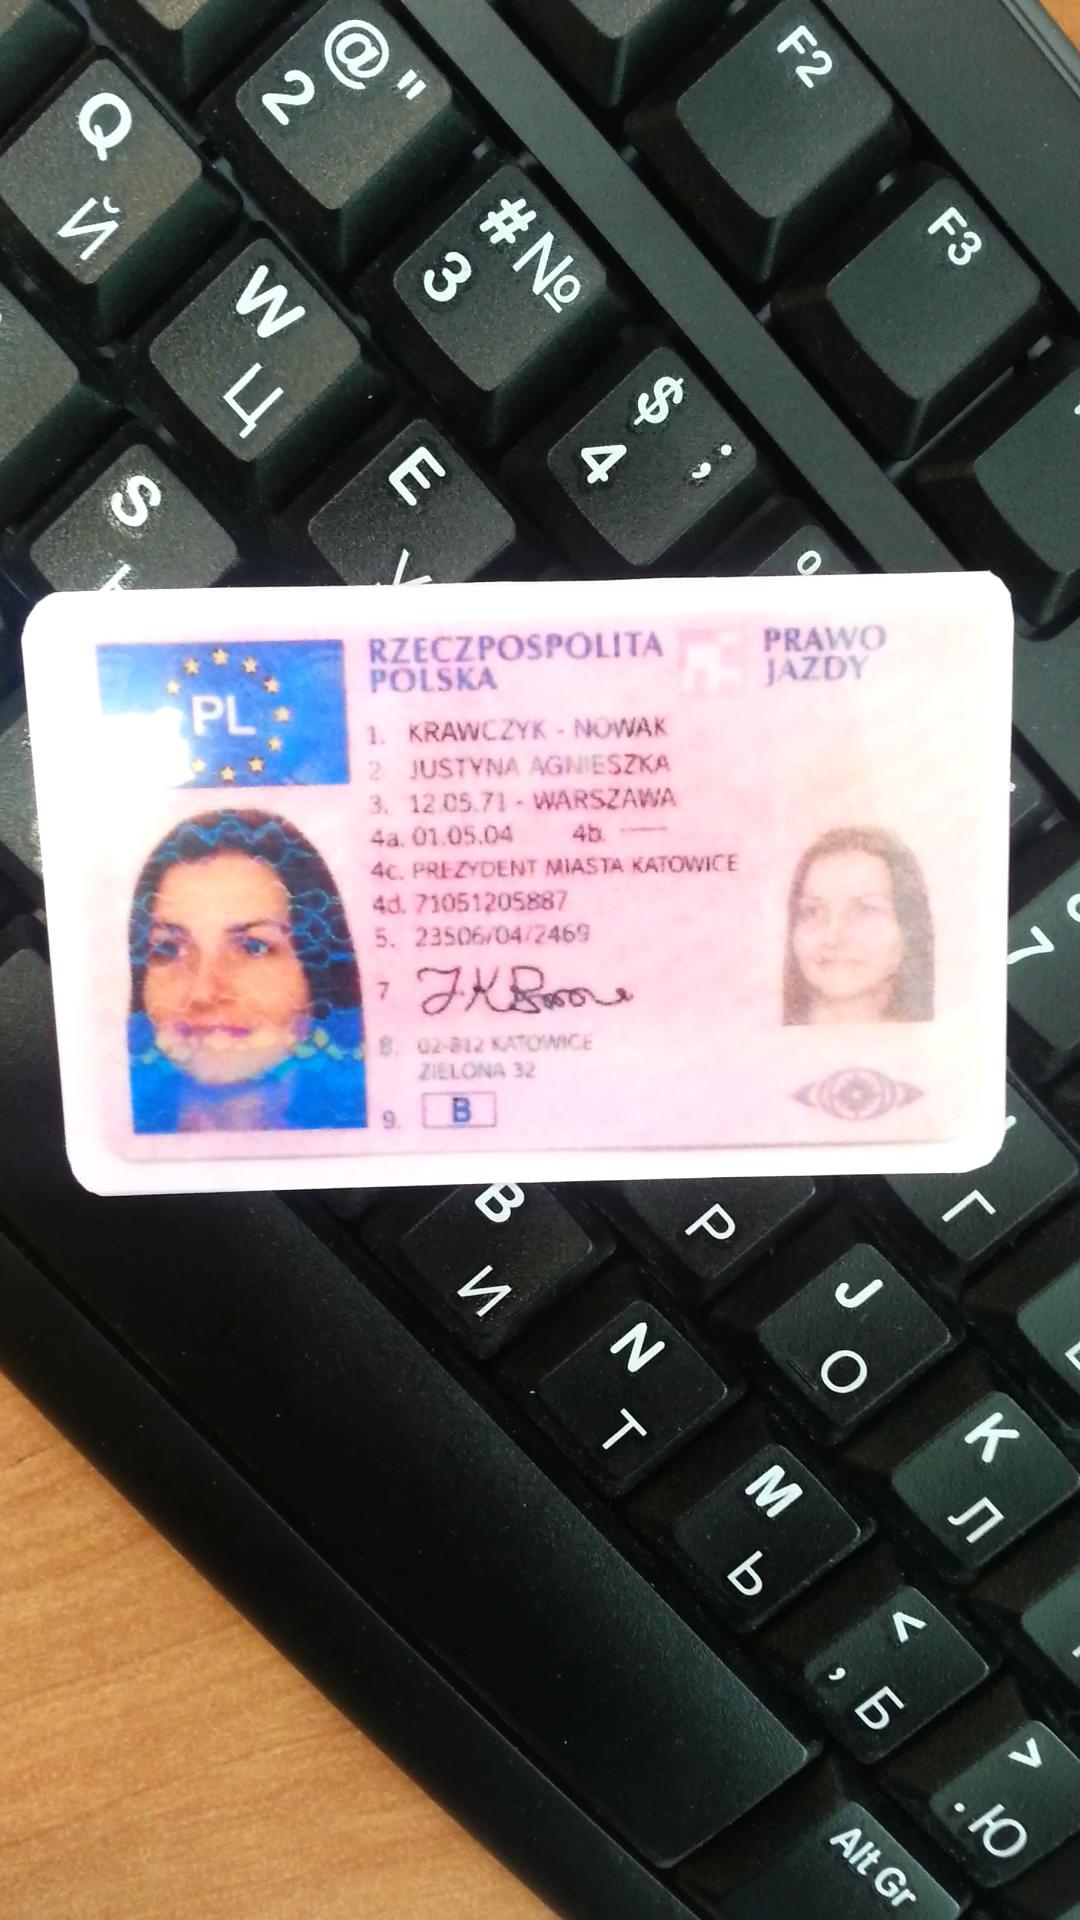 Q
Й
2 @ "
W
Ц
3 # №
F2
F3
E
$
4 ;
S
PL
RZECZPOSPOLITA
POLSKA
PRAWO
JAZDY
1. KRAWCZYK - NOWAK
2. JUSTYNA AGNIESZKA
3. 12.05.71 - WARSZAWA
4a. 01.05.04 4b. —
4c. PREZYDENT MIASTA KATOWICE
4d. 71051205887
5. 23506/04/2469
7
8. 02-812 KATOWICE
ZIELONA 32
9. B
7
B
И
P
Г
N
Т
J
О
M
Ь
K
Л
<
, Б
>
. Ю
Alt Gr